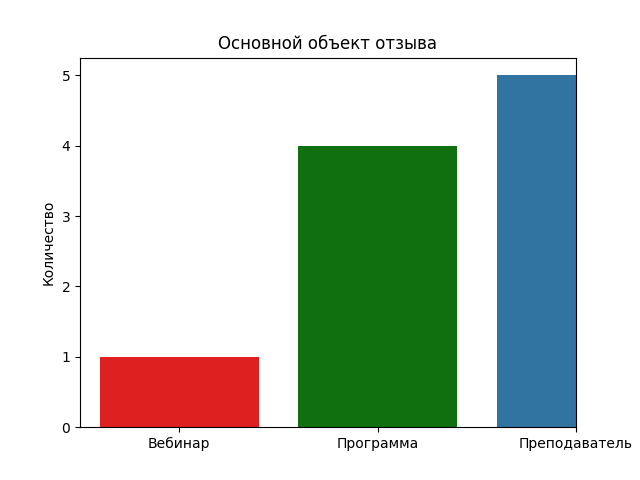 Основной объект отзыва
Количество
5
4
3
2
1
0
Вебинар
Программа
Преподаватель